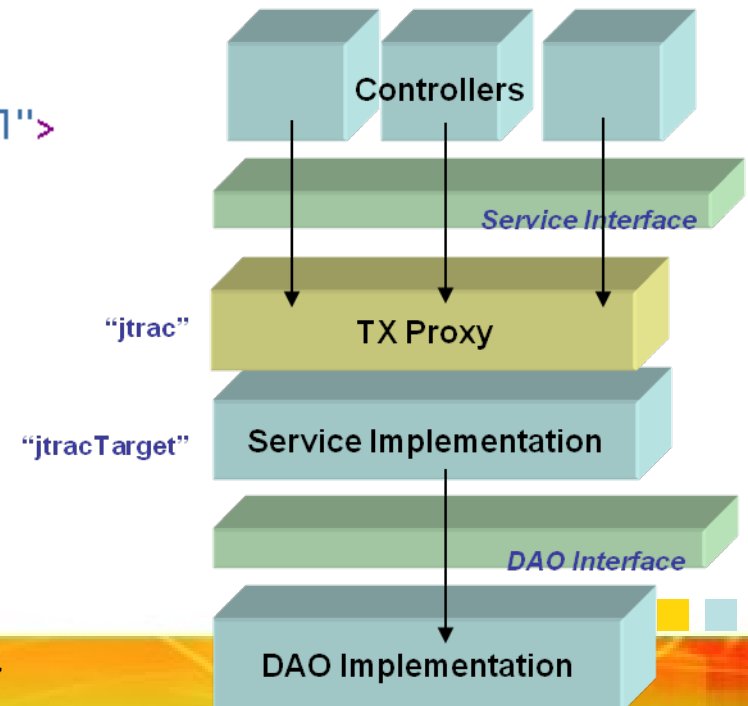 Controllers
">
Service Interface
“jtrac”
TX Proxy
“jtracTarget”
Service Implementation
DAO Interface
DAO Implementation